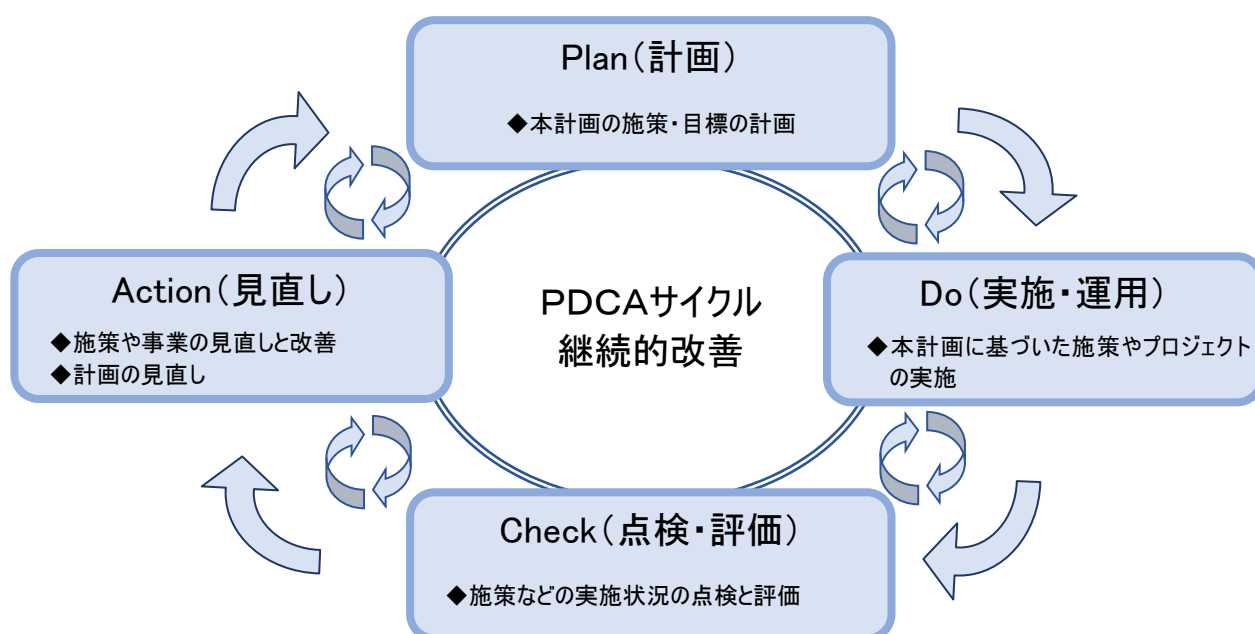 Plan(計画)
◆本計画の施策・目標の計画
Action(見直し)
◆施策や事業の見直しと改善
◆計画の見直し
PDCAサイクル
継続的改善
Do(実施・運用)
◆本計画に基づいた施策やプロジェクト
の実施
Check(点検・評価)
◆施策などの実施状況の点検と評価